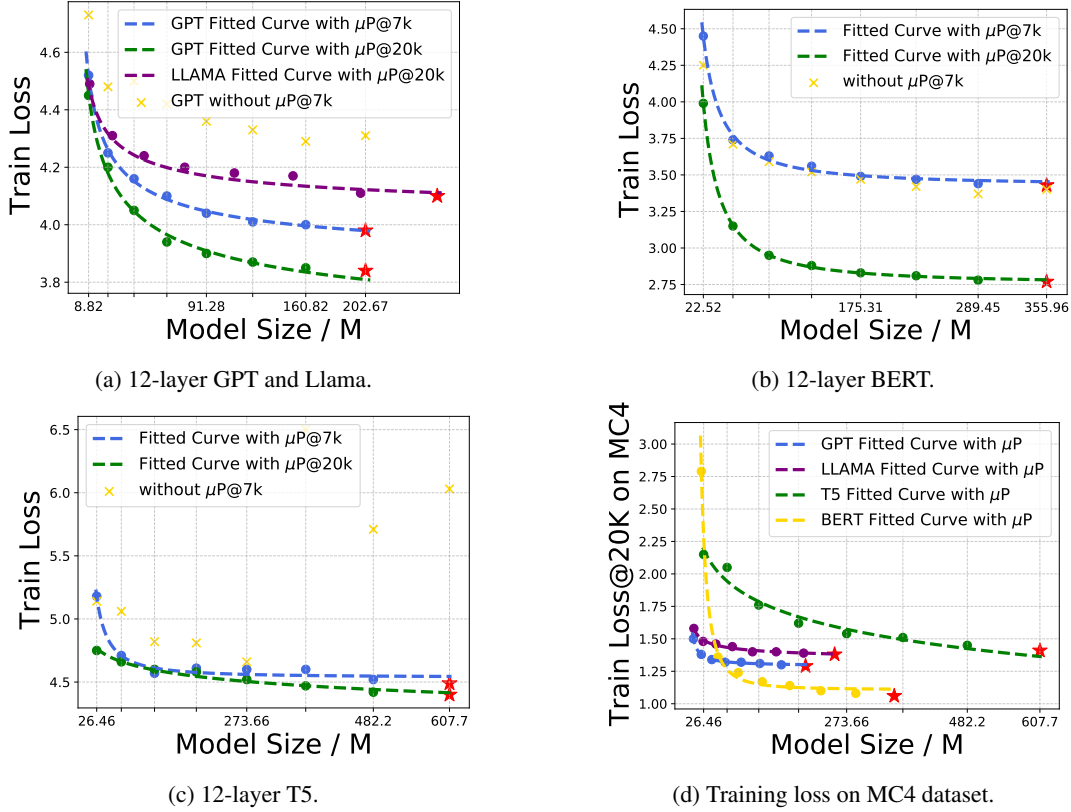 GPT Fitted Curve with μP@7k
GPT Fitted Curve with μP@20k
LLAMA Fitted Curve with μP@20k
GPT without μP@7k
Train Loss
4.6
4.4
4.2
4.0
3.8
8.82
91.28
160.82
202.67
Model Size / M
(a) 12-layer GPT and Llama.
Fitted Curve with μP@7k
Fitted Curve with μP@20k
without μP@7k
Train Loss
4.50
4.25
4.00
3.75
3.50
3.25
3.00
2.75
22.52
175.31
289.45
355.96
Model Size / M
(b) 12-layer BERT.
Fitted Curve with μP@7k
Fitted Curve with μP@20k
without μP@7k
Train Loss
6.5
6.0
5.5
5.0
4.5
26.46
273.66
482.2
607.7
Model Size / M
(c) 12-layer T5.
GPT Fitted Curve with μP
LLAMA Fitted Curve with μP
T5 Fitted Curve with μP
BERT Fitted Curve with μP
Train Loss@20K on MC4
3.00
2.75
2.50
2.25
2.00
1.75
1.50
1.25
1.00
26.46
273.66
482.2
607.7
Model Size / M
(d) Training loss on MC4 dataset.